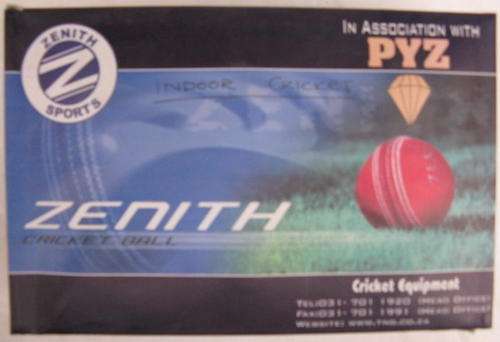 ZENITH
Z
SPORTS
IN ASSOCIATION WITH
PYZ
INDOOR CRICKET
ZENITH
CRICKET BALL
Cricket Equipment
TEL:031- 701 1920 (HEAD OFFICE)
FAX:031- 701 1991 (HEAD OFFICE)
WEBSITE: